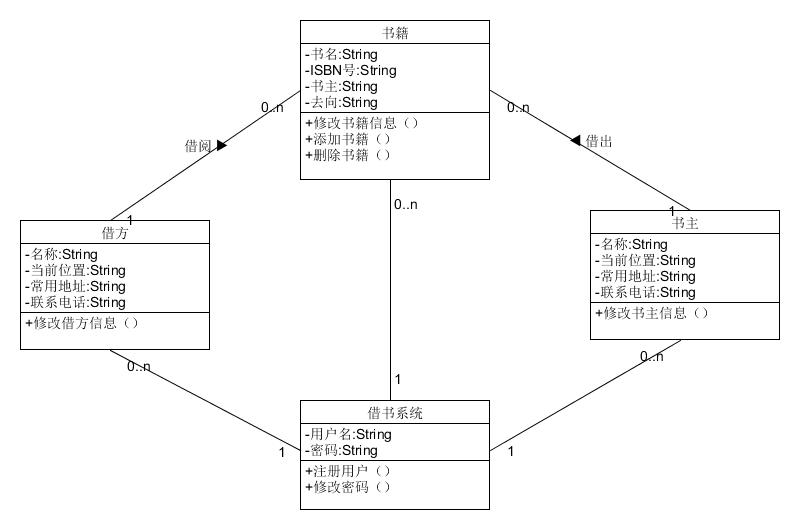 书籍
-书名:String
-ISBN号:String
-书主:String
-去向:String
+修改书籍信息（）
+添加书籍（）
+删除书籍（）
0..n
0..n
借阅
借出
1
1
0..n
借方
-名称:String
-当前位置:String
-常用地址:String
-联系电话:String
+修改借方信息（）
书主
-名称:String
-当前位置:String
-常用地址:String
-联系电话:String
+修改书主信息（）
0..n
0..n
1
借书系统
-用户名:String
-密码:String
+注册用户（）
+修改密码（）
1
1